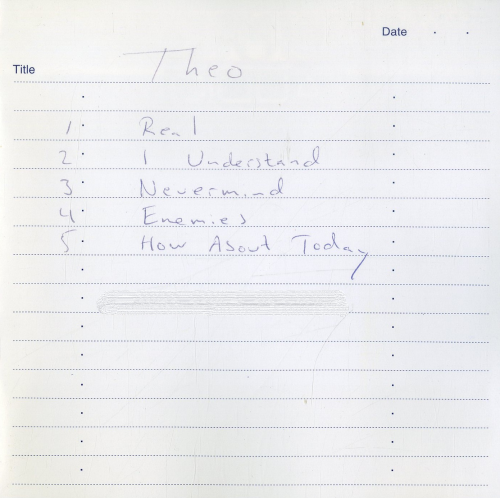 Date
Title Theo
1 Real
2 I Understand
3 Nevermind
4 Enemies
5 How About Today